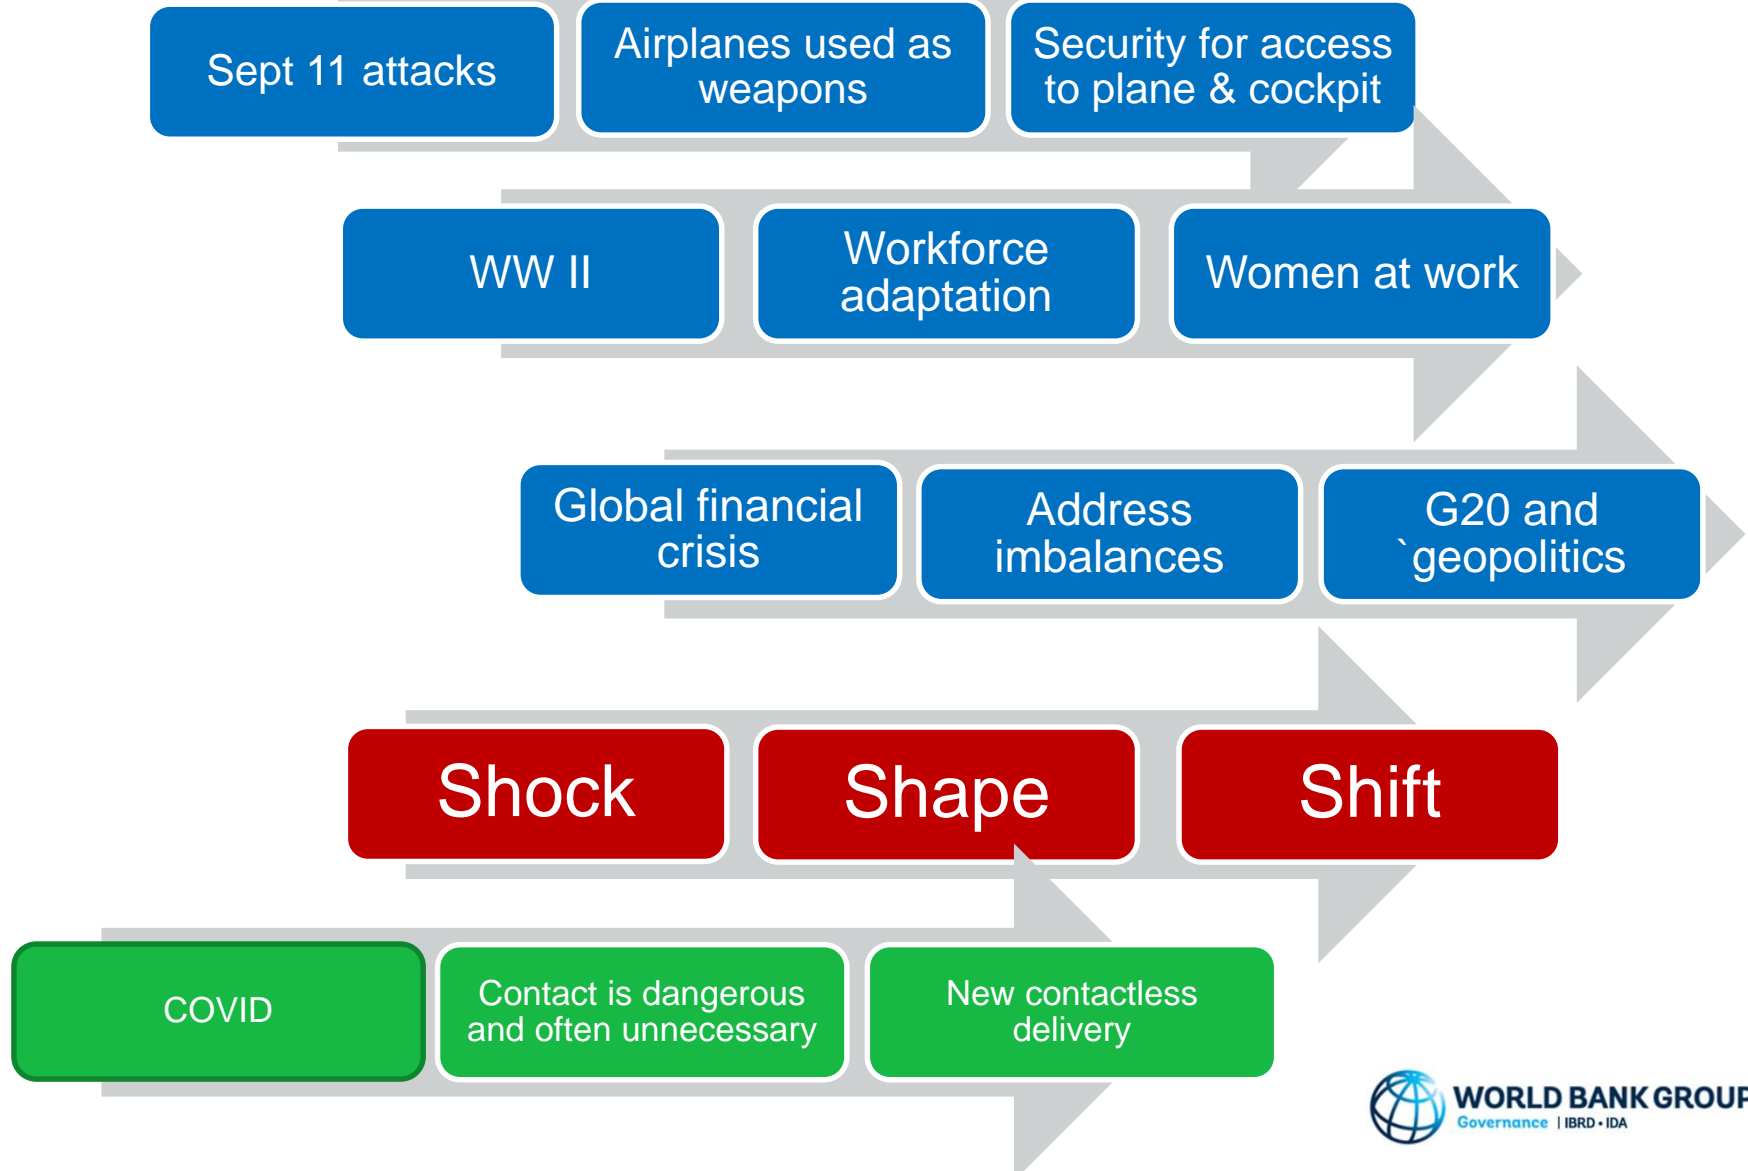 Sept 11 attacks
Airplanes used as
weapons
Security for access
to plane & cockpit
WW II
Workforce
adaptation
Women at work
Global financial
crisis
Address
imbalances
G20 and
`geopolitics
Shock
Shape
Shift
COVID
Contact is dangerous
and often unnecessary
New contactless
delivery
WORLD BANK GROUP
Governance | IBRD • IDA